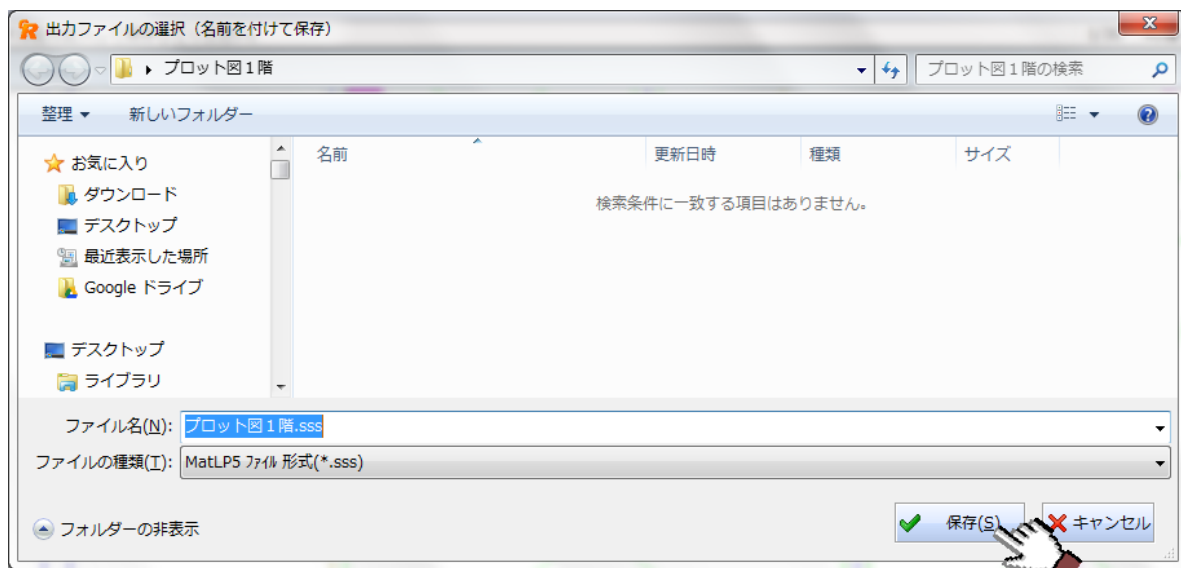 出力ファイルの選択（名前を付けて保存）
プロット図1階
プロット図1階の検索
整理
新しいフォルダー
お気に入り
ダウンロード
デスクトップ
最近表示した場所
Google ドライブ
デスクトップ
ライブラリ
名前 更新日時 種類 サイズ
検索条件に一致する項目はありません。
ファイル名(N): プロット図1階.sss
ファイルの種類(T): MatLP5 ﾌｧｲﾙ 形式(*.sss)
フォルダーの非表示
保存(S)
キャンセル